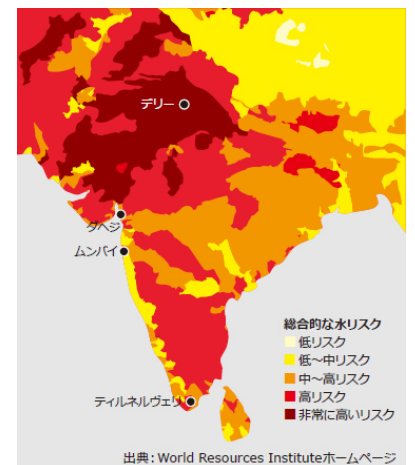 デリー
ダヘジ
ムンバイ
ティルネルヴェリ
総合的な水リスク
低リスク
低～中リスク
中～高リスク
高リスク
非常に高いリスク
出典：World Resources Instituteホームページ